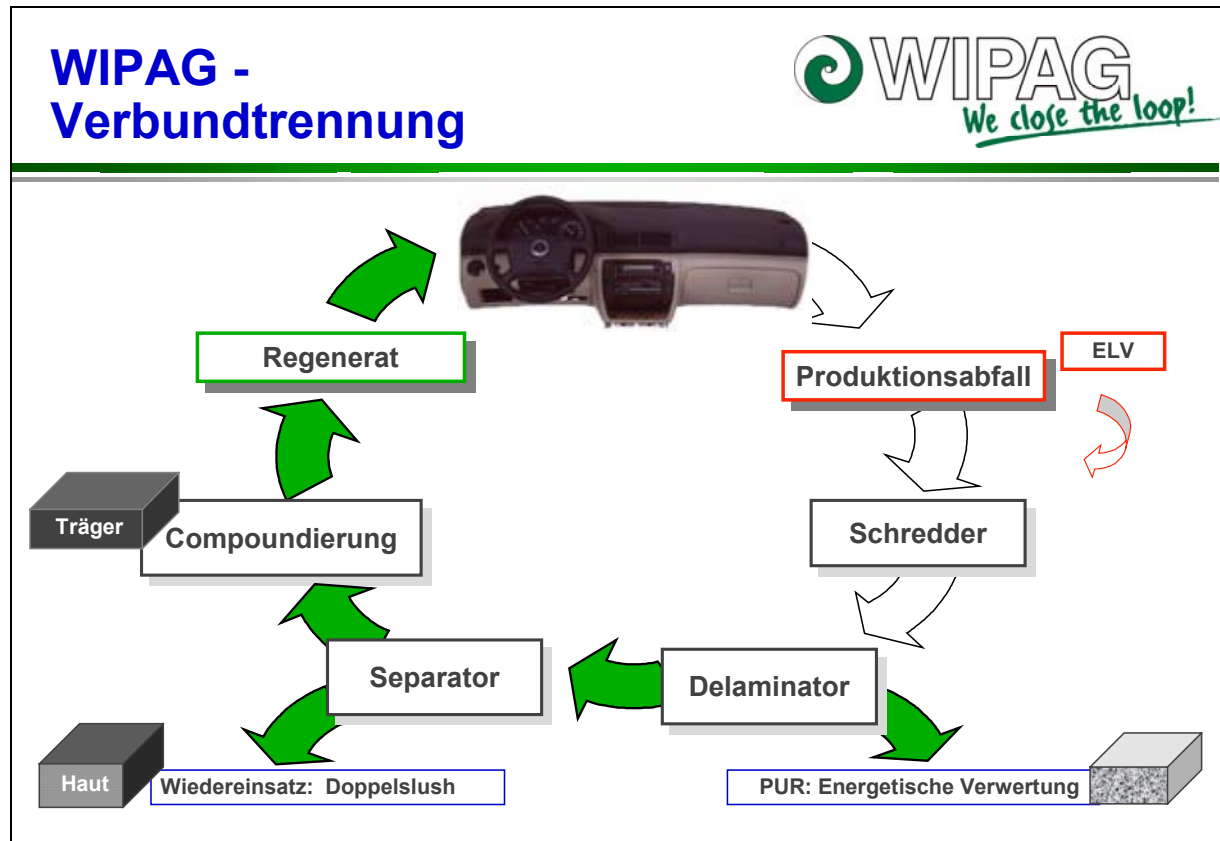 WIPAG -
Verbundtrennung
WIPAG
We close the loop!
Regenerat
Produktionsabfall
ELV
Träger
Compoundierung
Schredder
Separator
Delaminator
Haut
Wiedereinsatz: Doppelslush
PUR: Energetische Verwertung